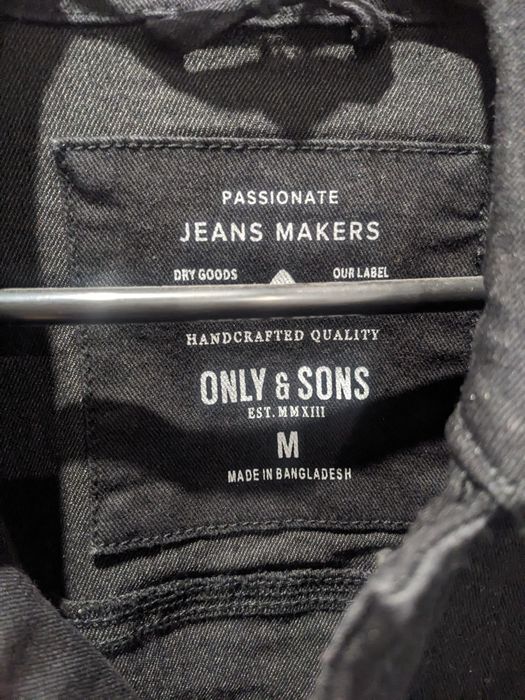 PASSIONATE
JEANS MAKERS
DRY GOODS OUR LABEL
HANDCRAFTED QUALITY
ONLY & SONS
EST. MMXIII
M
MADE IN BANGLADESH